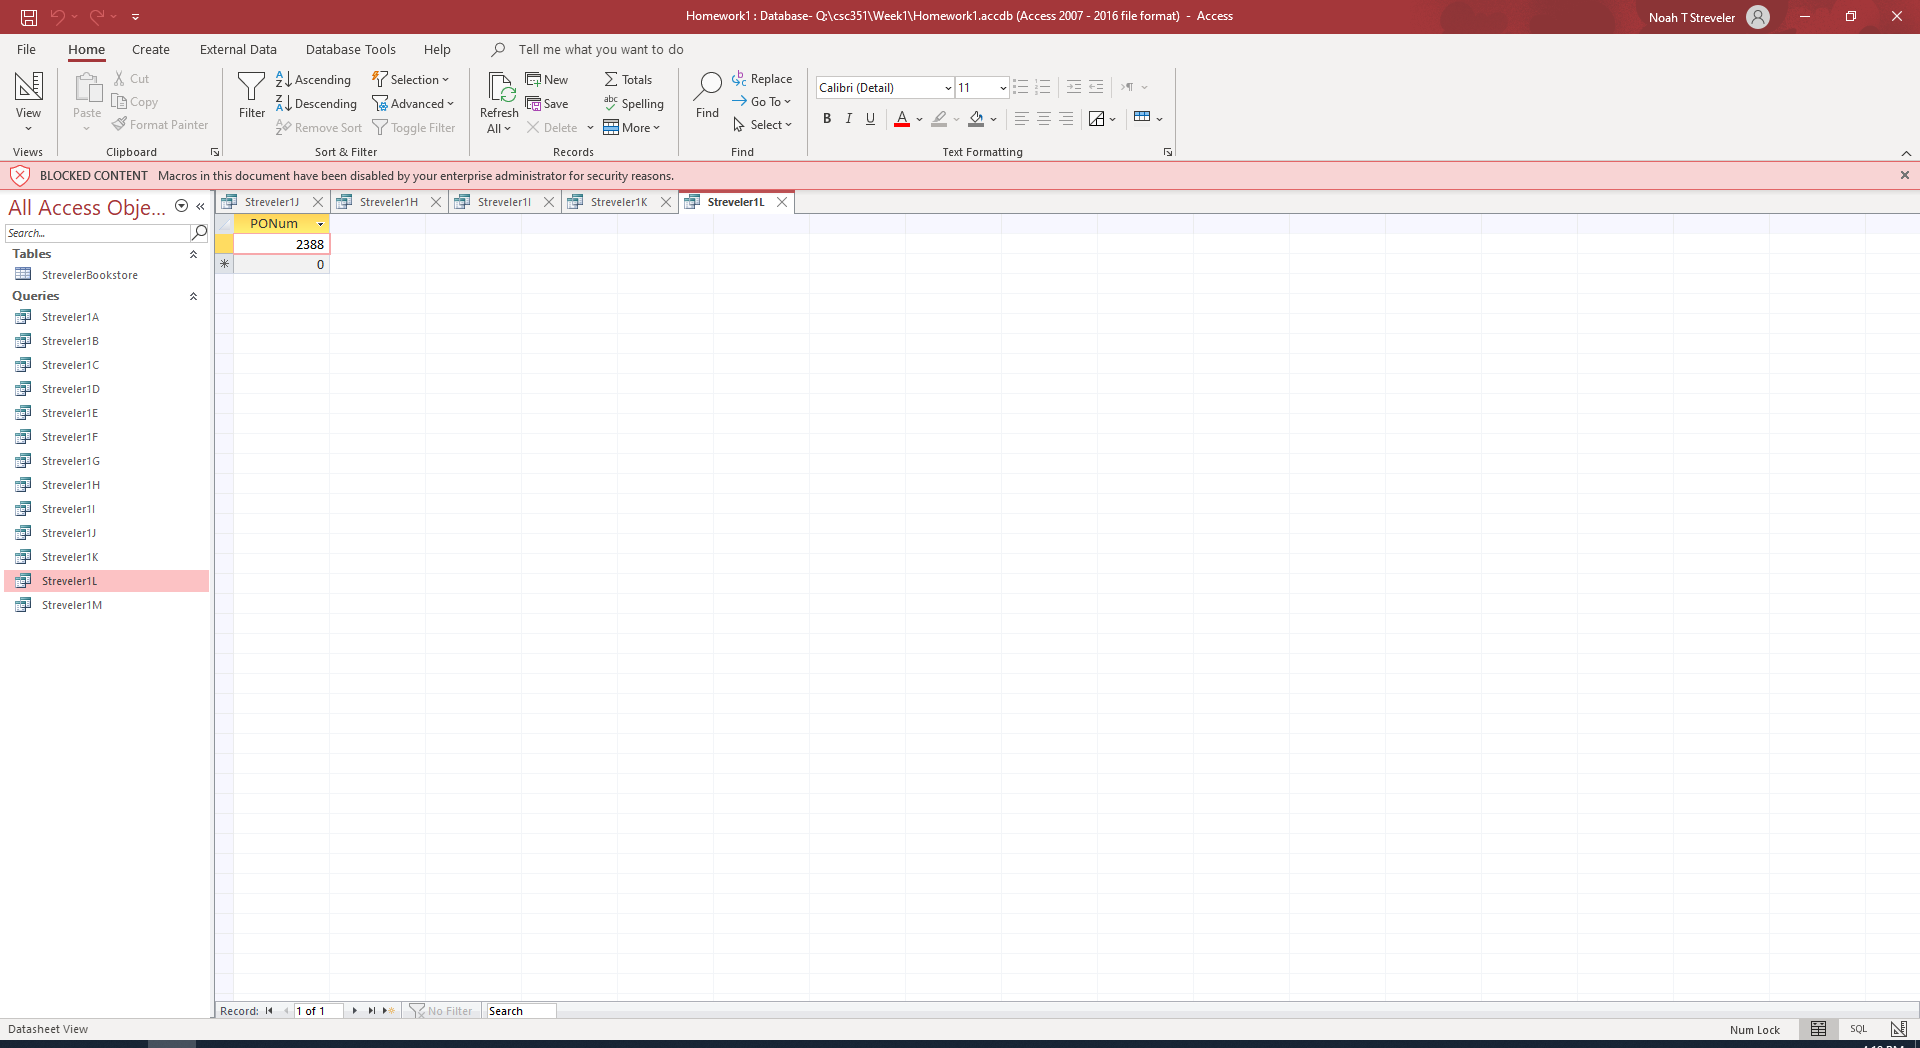 Homework1 : Database- Q:\csc351\Week1\Homework1.accdb (Access 2007 - 2016 file format) - Access
Noah T Streveler
File Home Create External Data Database Tools Help Tell me what you want to do
View
Views
Paste
Cut
Copy
Format Painter
Clipboard
Filter
Ascending
Descending
Remove Sort
Selection
Advanced
Toggle Filter
Sort & Filter
Refresh
All
New
Save
Delete
Totals
Spelling
More
Records
Find
Replace
Go To
Select
Find
Calibri (Detail) 11
B I U
Text Formatting
BLOCKED CONTENT Macros in this document have been disabled by your enterprise administrator for security reasons.
All Access Obje...
Search...
Tables
StrevelerBookstore
Queries
Streveler1A
Streveler1B
Streveler1C
Streveler1D
Streveler1E
Streveler1F
Streveler1G
Streveler1H
Streveler1I
Streveler1J
Streveler1K
Streveler1L
Streveler1M
Streveler1J Streveler1H Streveler1I Streveler1K Streveler1L
PONum
2388
0
Record: 1 of 1 No Filter Search
Datasheet View
Num Lock SQL